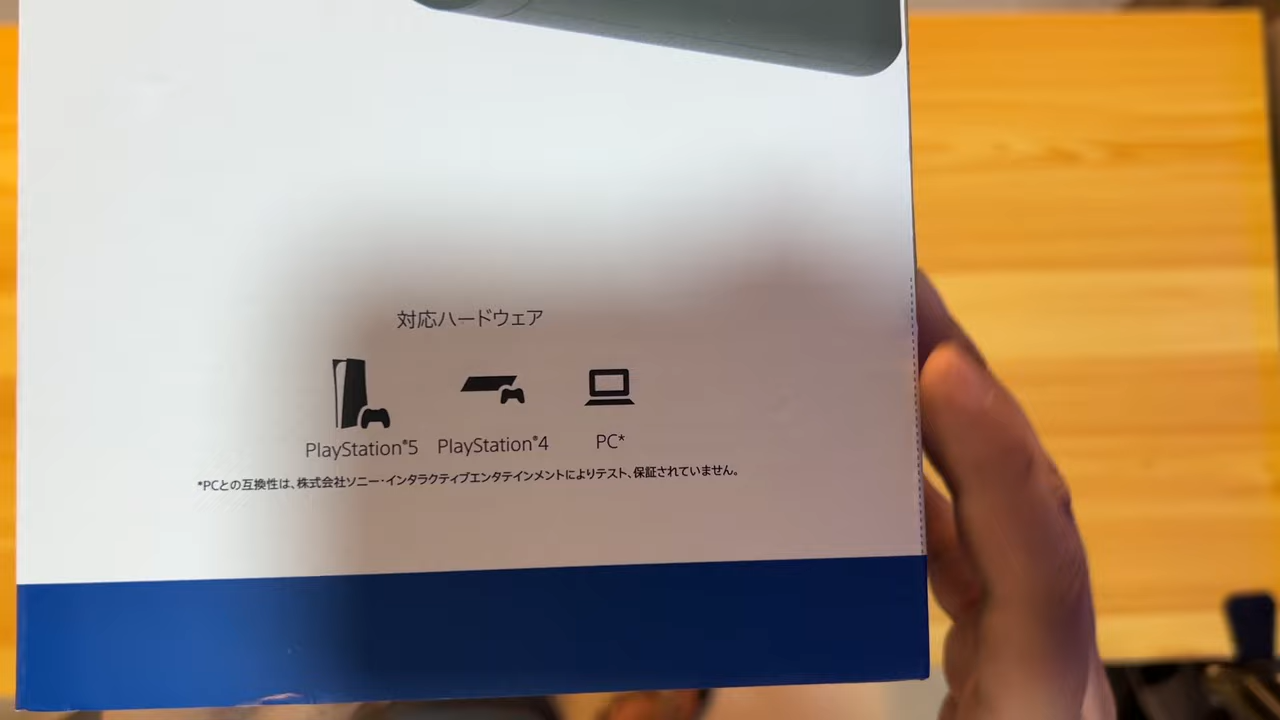 対応ハードウェア
PlayStation®5 PlayStation®4 PC*
*PCとの互換性は、株式会社ソニー・インタラクティブエンタテインメントによりテスト、保証されていません。